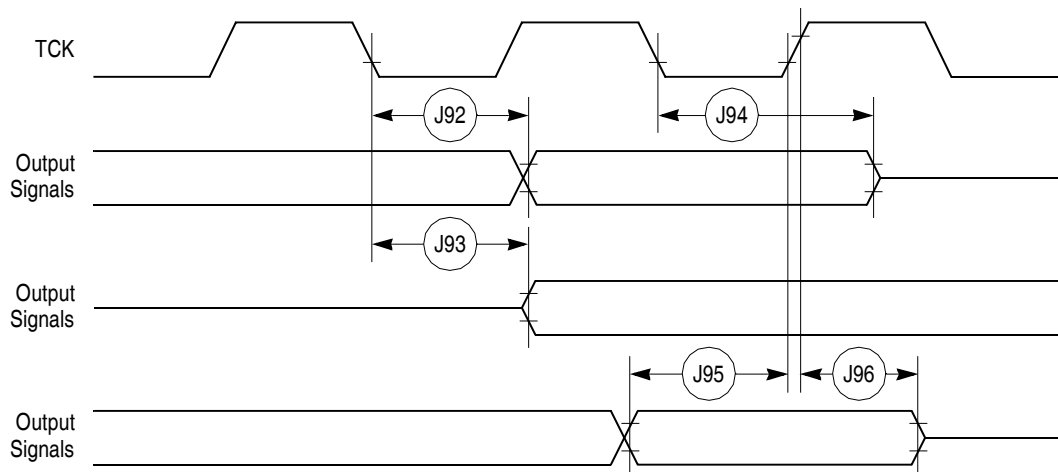 TCK
J92
J94
Output
Signals
J93
Output
Signals
J95
J96
Output
Signals